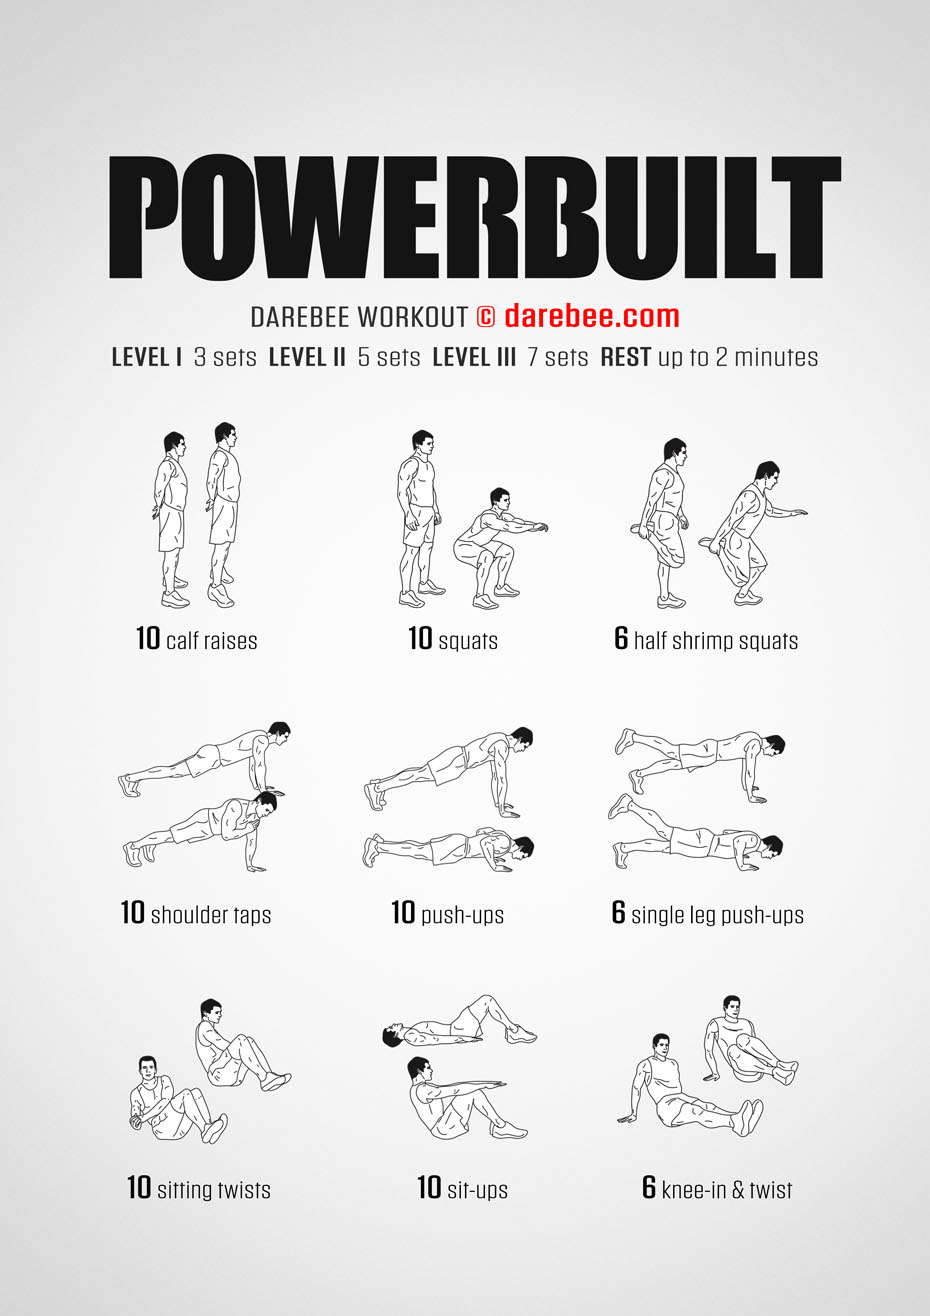 POWERBUILT
DAREBEE WORKOUT © darebee.com
LEVEL I 3 sets LEVEL II 5 sets LEVEL III 7 sets REST up to 2 minutes
10 calf raises
10 squats
6 half shrimp squats
10 shoulder taps
10 push-ups
6 single leg push-ups
10 sitting twists
10 sit-ups
6 knee-in & twist